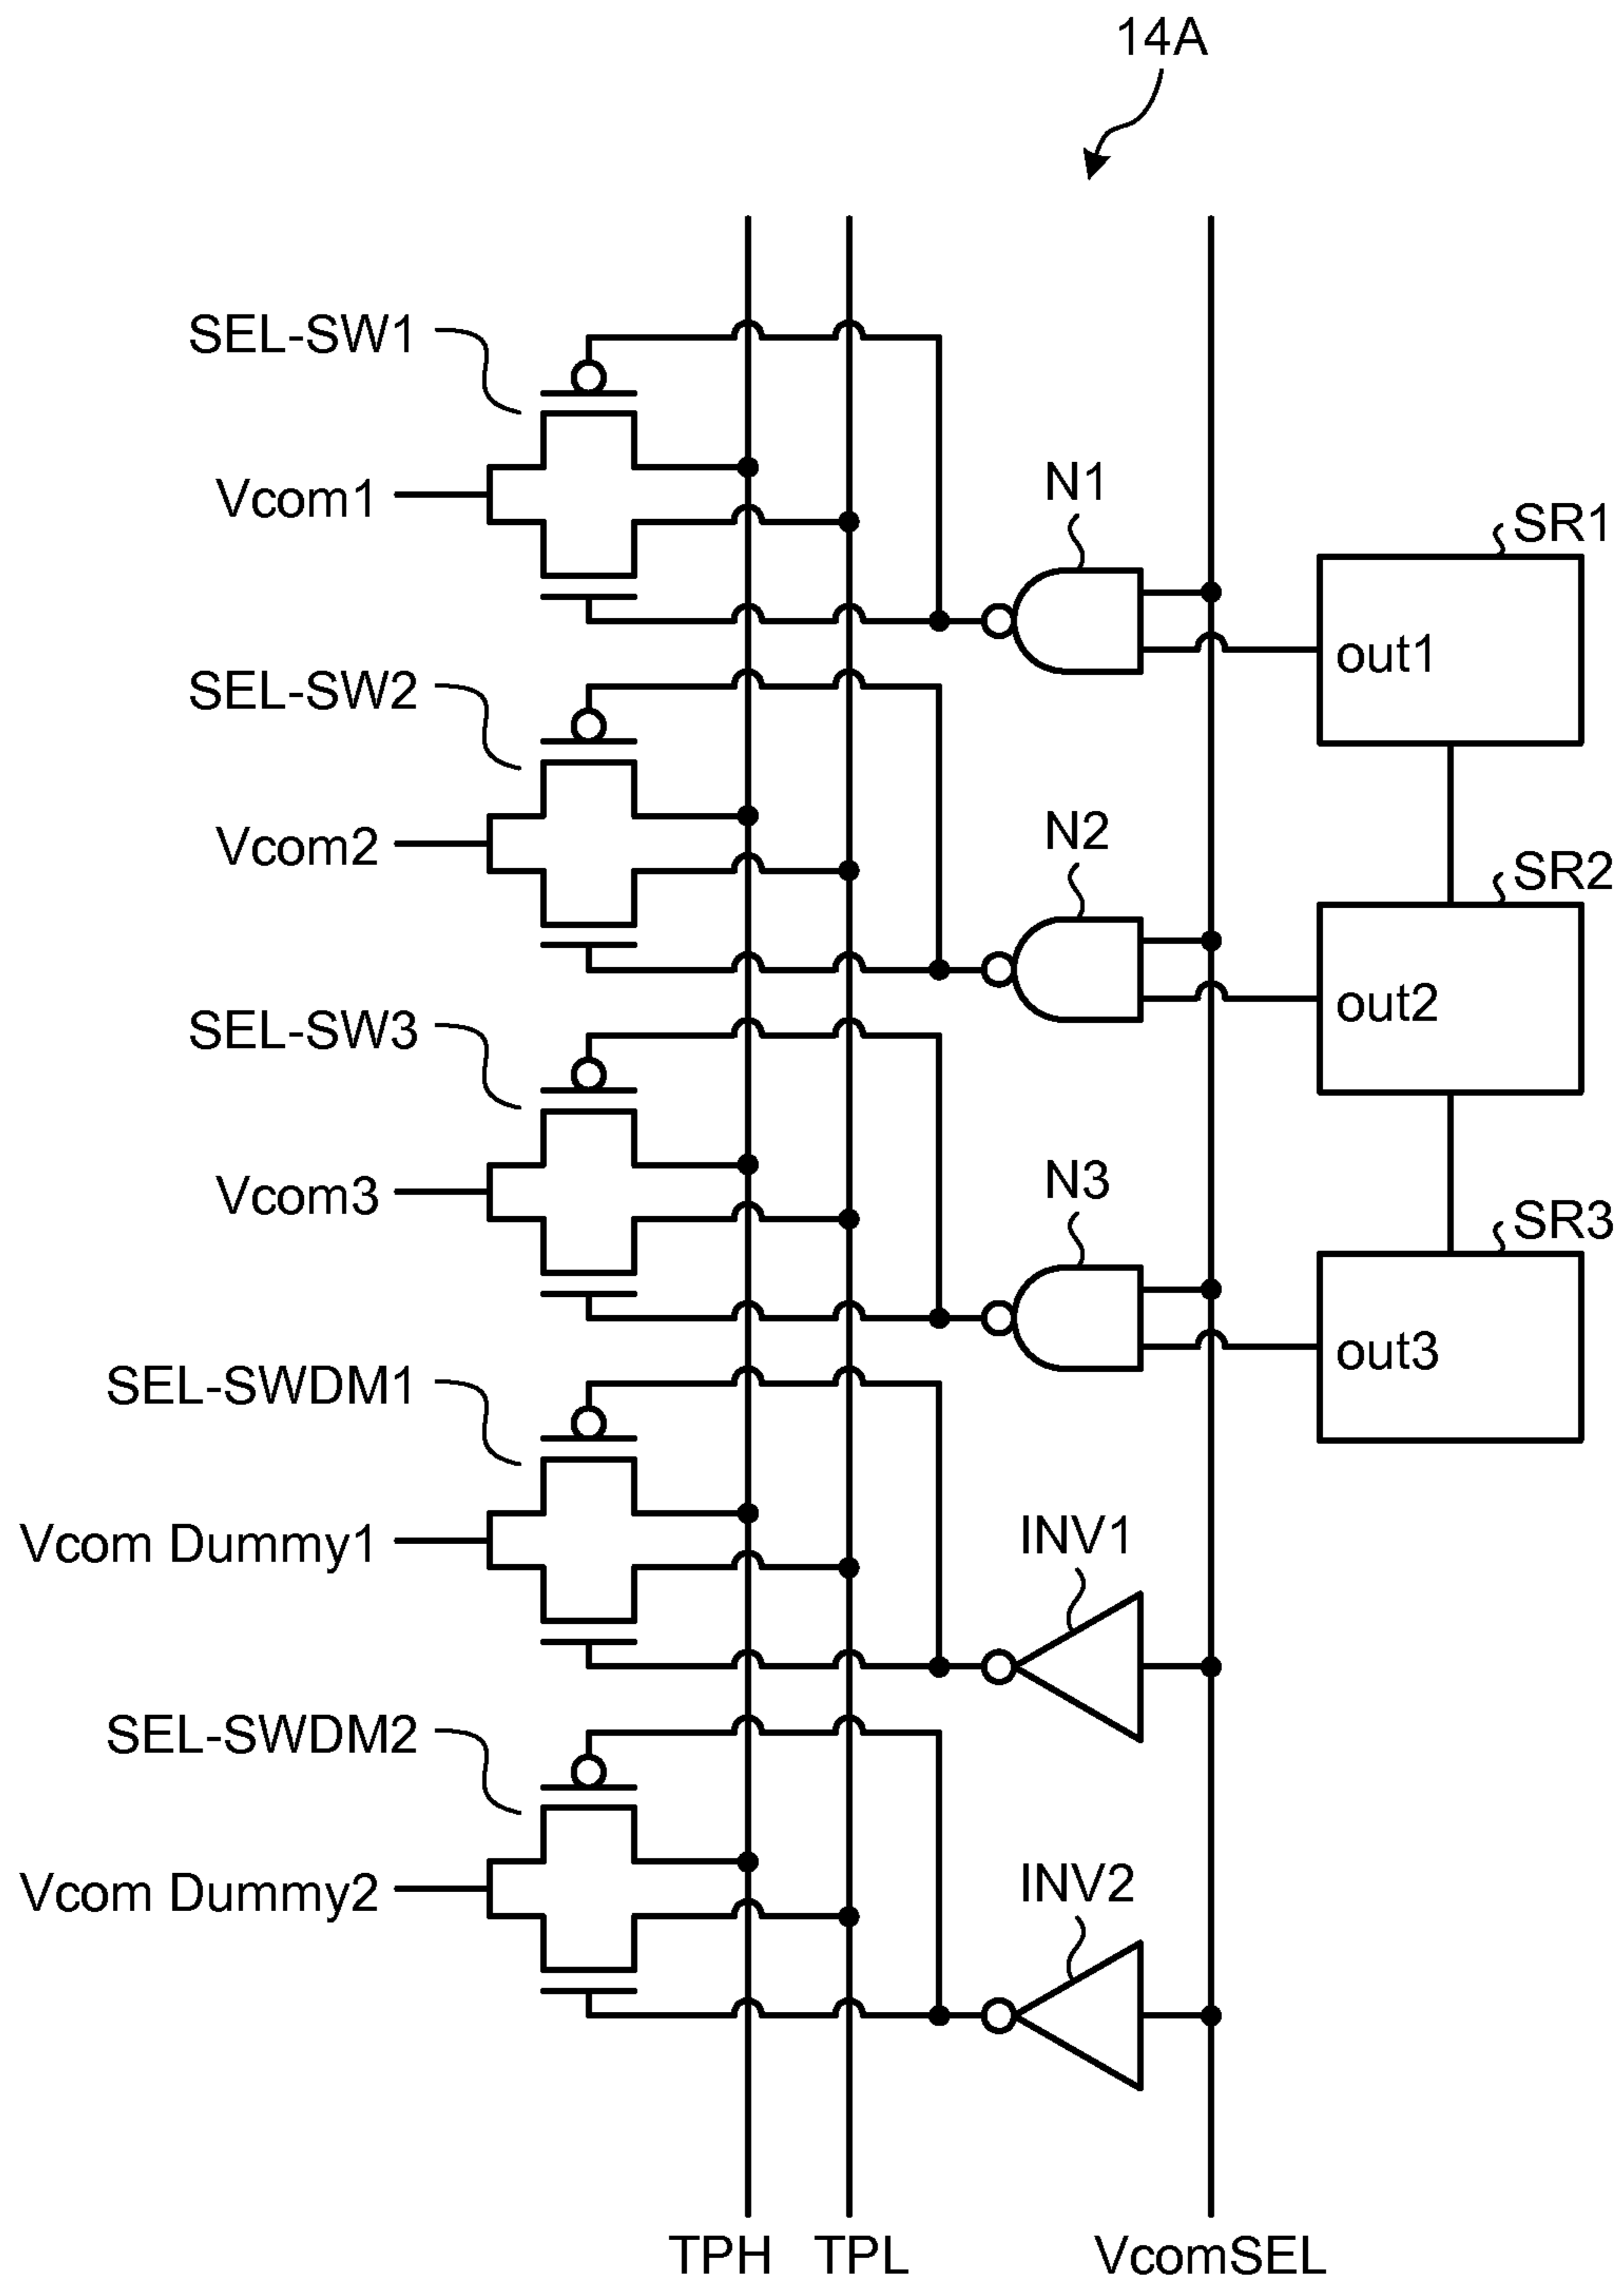 14A
SEL-SW1
Vcom1
N1
SR1
out1
SEL-SW2
Vcom2
N2
SR2
out2
SEL-SW3
Vcom3
N3
SR3
out3
SEL-SWDM1
Vcom Dummy1
INV1
SEL-SWDM2
Vcom Dummy2
INV2
TPH TPL VcomSEL